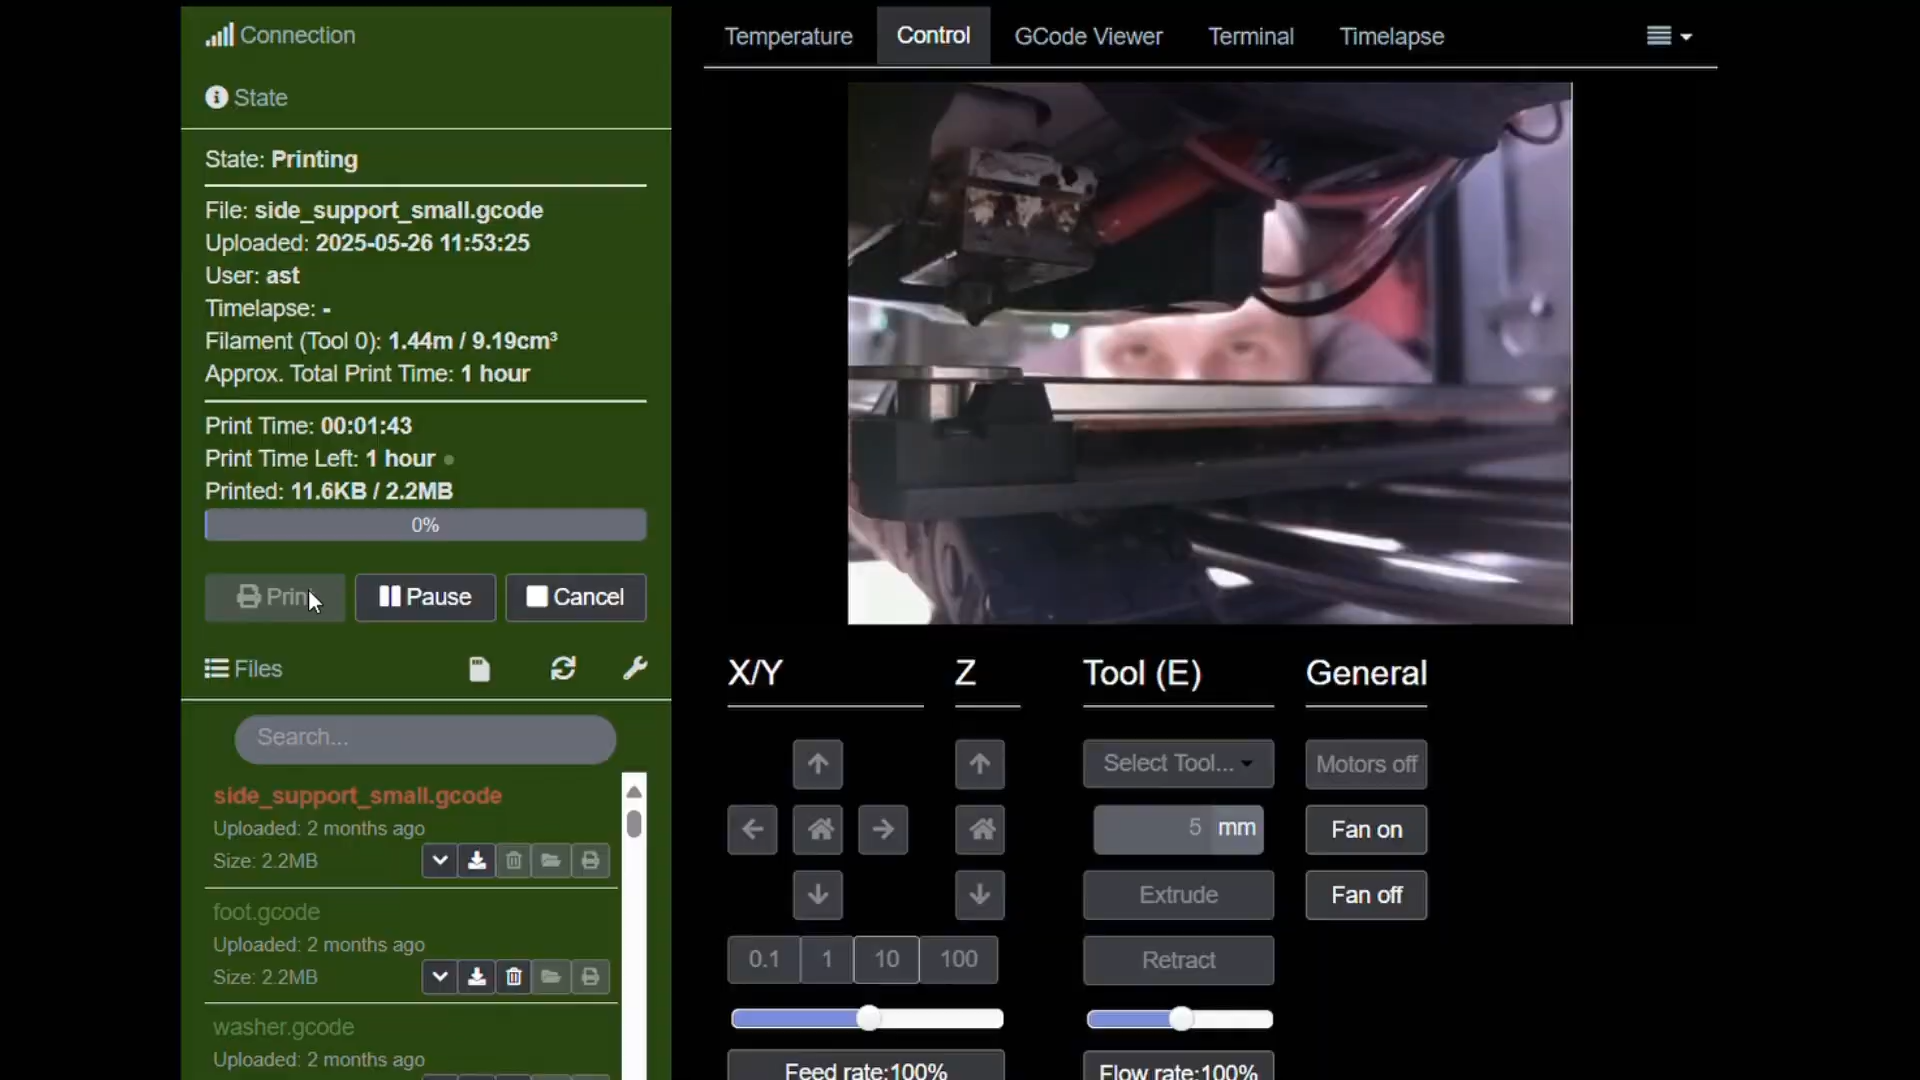 Connection
Temperature
Control
GCode Viewer
Terminal
Timelapse
State
State: Printing
File: side_support_small.gcode
Uploaded: 2025-05-26 11:53:25
User: ast
Timelapse: -
Filament (Tool 0): 1.44m / 9.19cm³
Approx. Total Print Time: 1 hour
Print Time: 00:01:43
Print Time Left: 1 hour
Printed: 11.6KB / 2.2MB
0%
Print
Pause
Cancel
Files
Search...
side_support_small.gcode
Uploaded: 2 months ago
Size: 2.2MB
foot.gcode
Uploaded: 2 months ago
Size: 2.2MB
washer.gcode
Uploaded: 2 months ago
X/Y
Z
Tool (E)
General
Select Tool...
Motors off
5 mm
Fan on
Extrude
Fan off
0.1 1 10 100
Retract
Feed rate:100%
Flow rate:100%